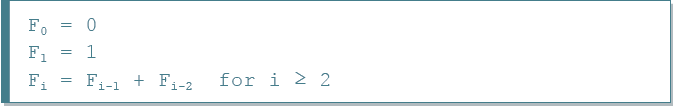 F₀ = 0
F₁ = 1
Fᵢ = Fᵢ₋₁ + Fᵢ₋₂  for i ≥ 2